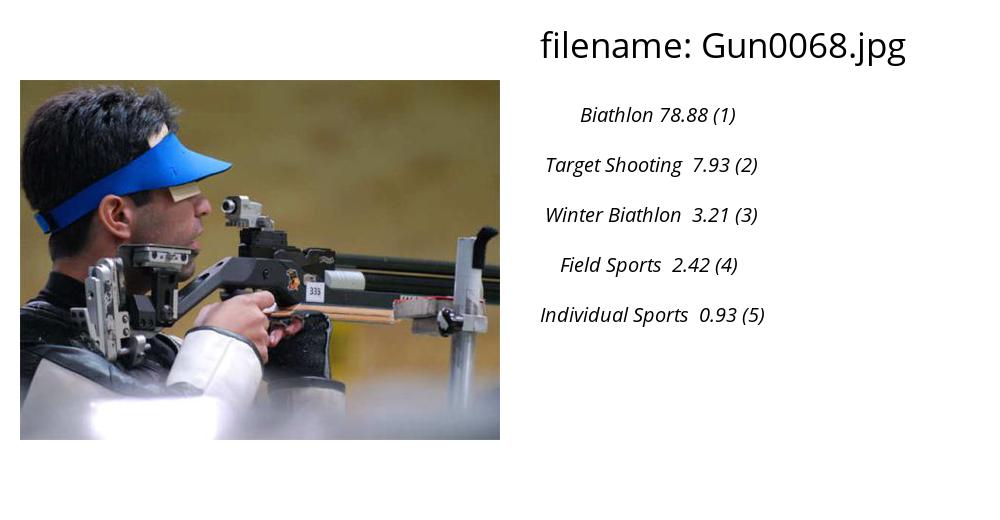 filename: Gun0068.jpg
Biathlon 78.88 (1)
Target Shooting 7.93 (2)
Winter Biathlon 3.21 (3)
Field Sports 2.42 (4)
Individual Sports 0.93 (5)
333